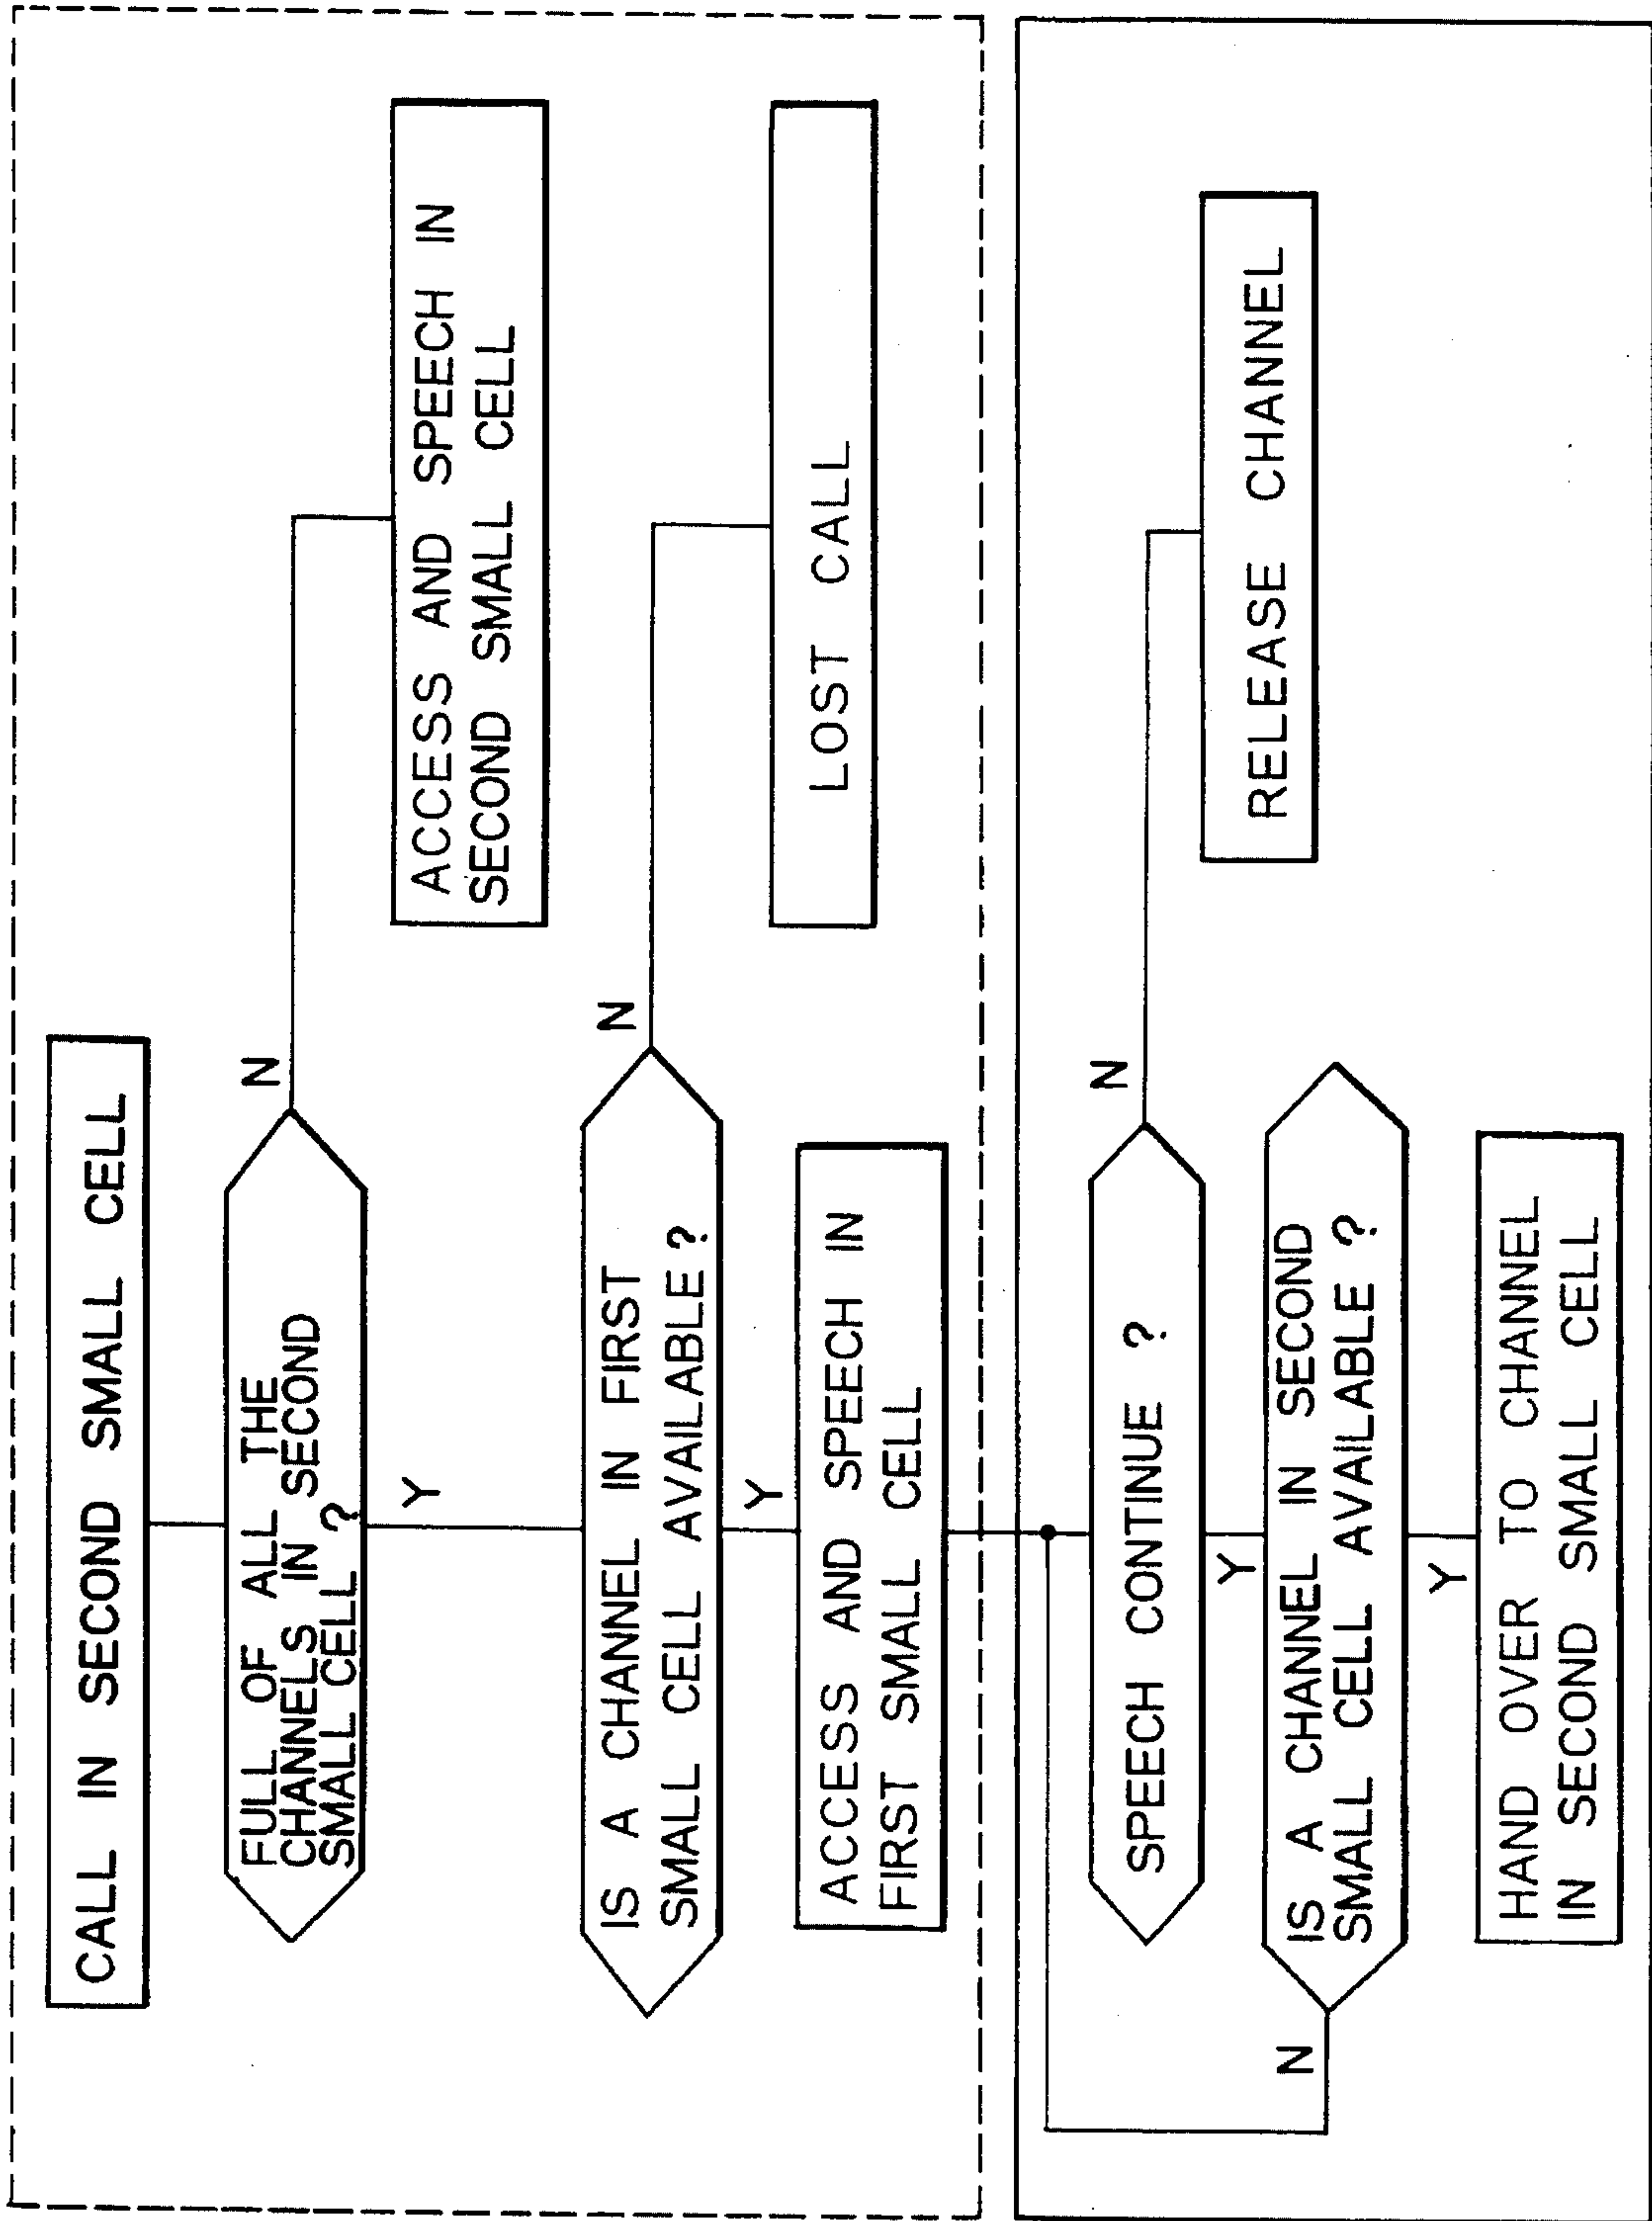 CALL IN SECOND SMALL CELL
FULL OF ALL THE
CHANNELS IN SECOND
SMALL CELL ?
N
ACCESS AND SPEECH IN
SECOND SMALL CELL
Y
IS A CHANNEL IN FIRST
SMALL CELL AVAILABLE ?
N
LOST CALL
Y
ACCESS AND SPEECH IN
FIRST SMALL CELL
SPEECH CONTINUE ?
N
RELEASE CHANNEL
Y
IS A CHANNEL IN SECOND
SMALL CELL AVAILABLE ?
N
Y
HAND OVER TO CHANNEL
IN SECOND SMALL CELL